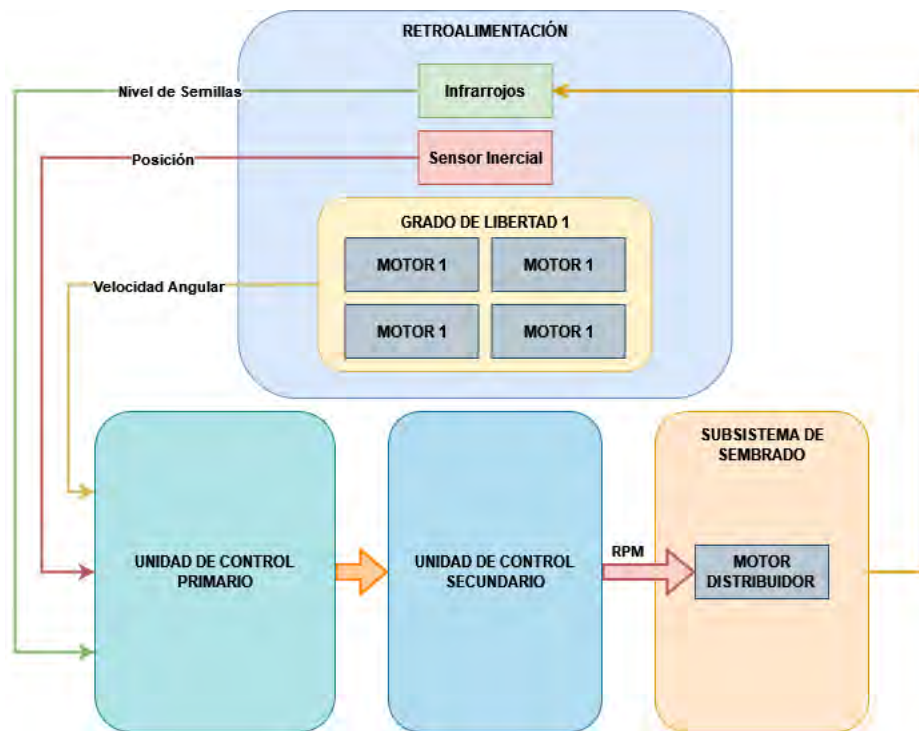 RETROALIMENTACIÓN
Nivel de Semillas
Infrarrojos
Posición
Sensor Inercial
GRADO DE LIBERTAD 1
MOTOR 1
MOTOR 1
Velocidad Angular
MOTOR 1
MOTOR 1
UNIDAD DE CONTROL
PRIMARIO
UNIDAD DE CONTROL
SECUNDARIO
RPM
SUBSISTEMA DE
SEMBRADO
MOTOR
DISTRIBUIDOR